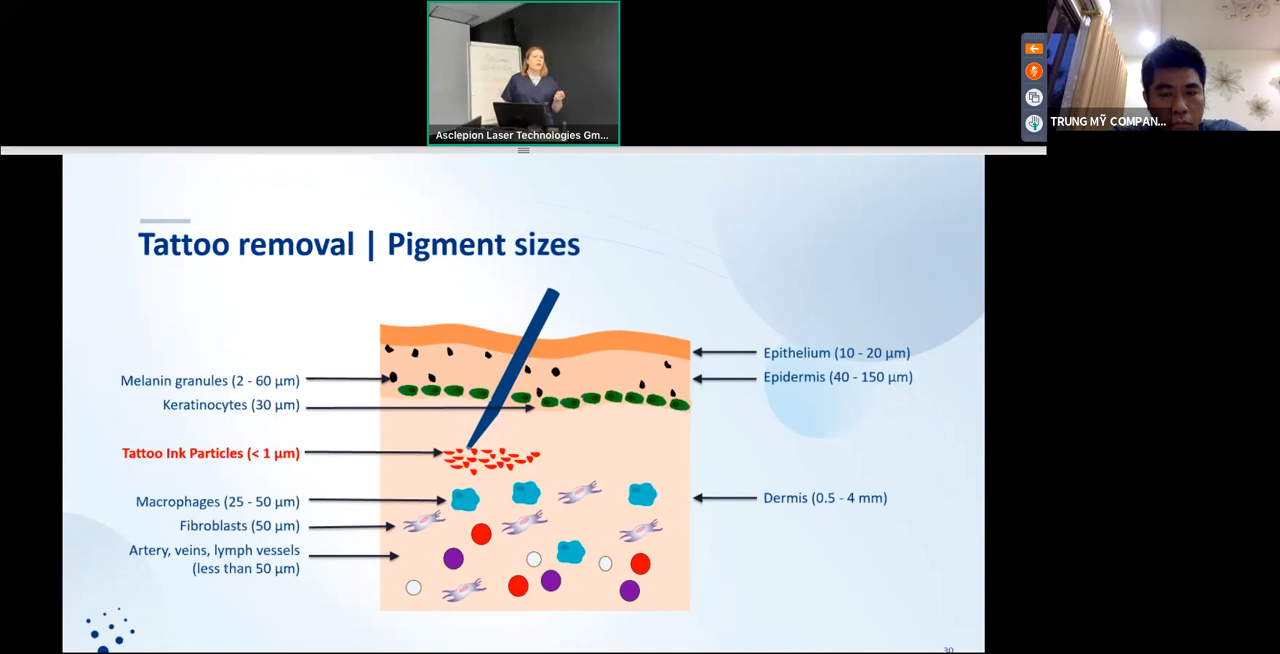 Asclepion Laser Technologies Gm...
TRUNG MỸ COMPAN...
Tattoo removal | Pigment sizes
Melanin granules (2 - 60 µm)
Keratinocytes (30 µm)
Tattoo Ink Particles (< 1 µm)
Macrophages (25 - 50 µm)
Fibroblasts (50 µm)
Artery, veins, lymph vessels
(less than 50 µm)
Epithelium (10 - 20 µm)
Epidermis (40 - 150 µm)
Dermis (0.5 - 4 mm)
30